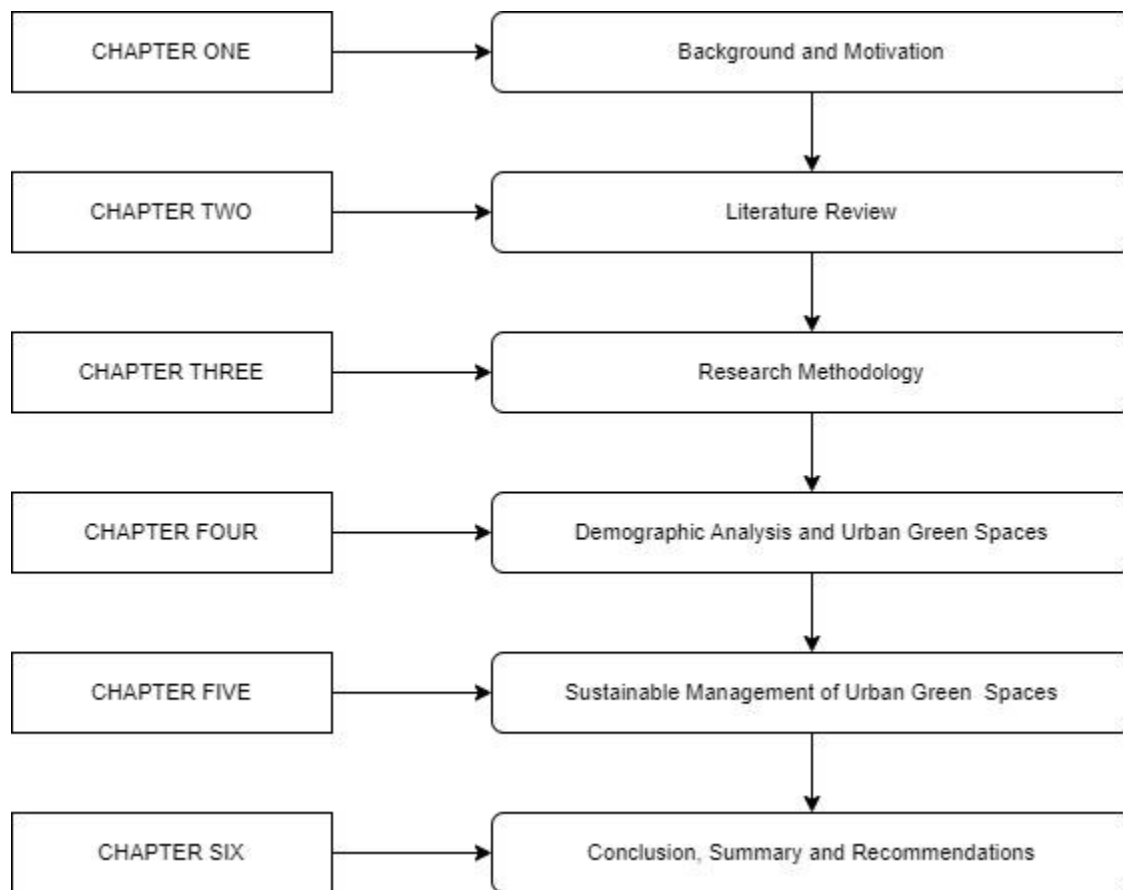 CHAPTER ONE
Background and Motivation
CHAPTER TWO
Literature Review
CHAPTER THREE
Research Methodology
CHAPTER FOUR
Demographic Analysis and Urban Green Spaces
CHAPTER FIVE
Sustainable Management of Urban Green  Spaces
CHAPTER SIX
Conclusion, Summary and Recommendations